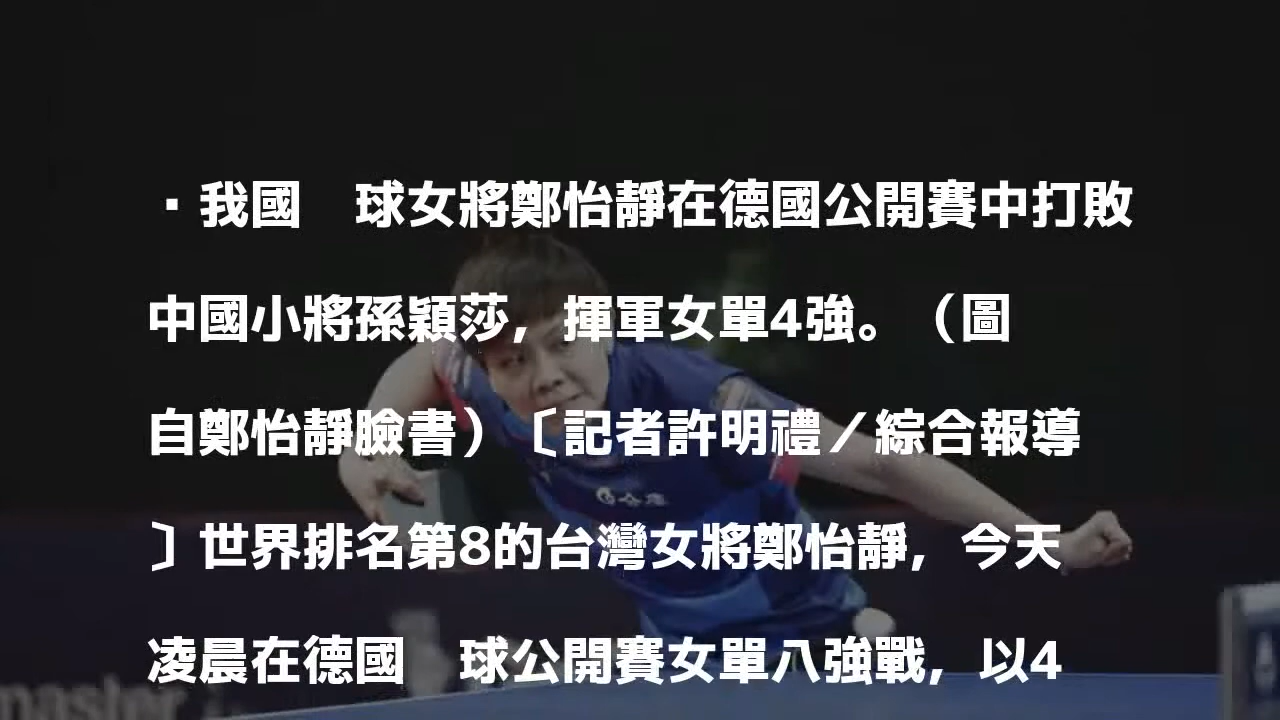 ▪我國　球女將鄭怡靜在德國公開賽中打敗
中國小將孫穎莎，揮軍女單4強。（圖
自鄭怡靜臉書）〔記者許明禮／綜合報導
〕世界排名第8的台灣女將鄭怡靜，今天
凌晨在德國　球公開賽女單八強戰，以4
master